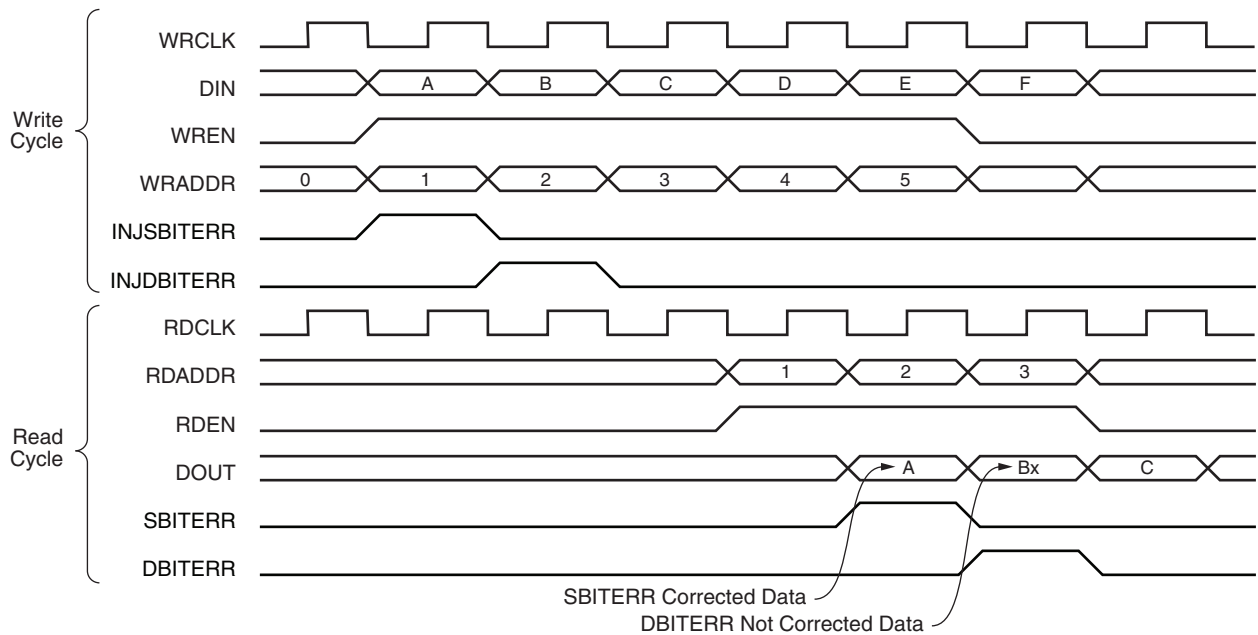 WRCLK
DIN A B C D E F
Write
Cycle
WREN
WRADDR 0 1 2 3 4 5
INJSBITERR
INJDBITERR
RDCLK
RDADDR 1 2 3
RDEN
Read
Cycle
DOUT A Bx C
SBITERR
DBITERR
SBITERR Corrected Data
DBITERR Not Corrected Data